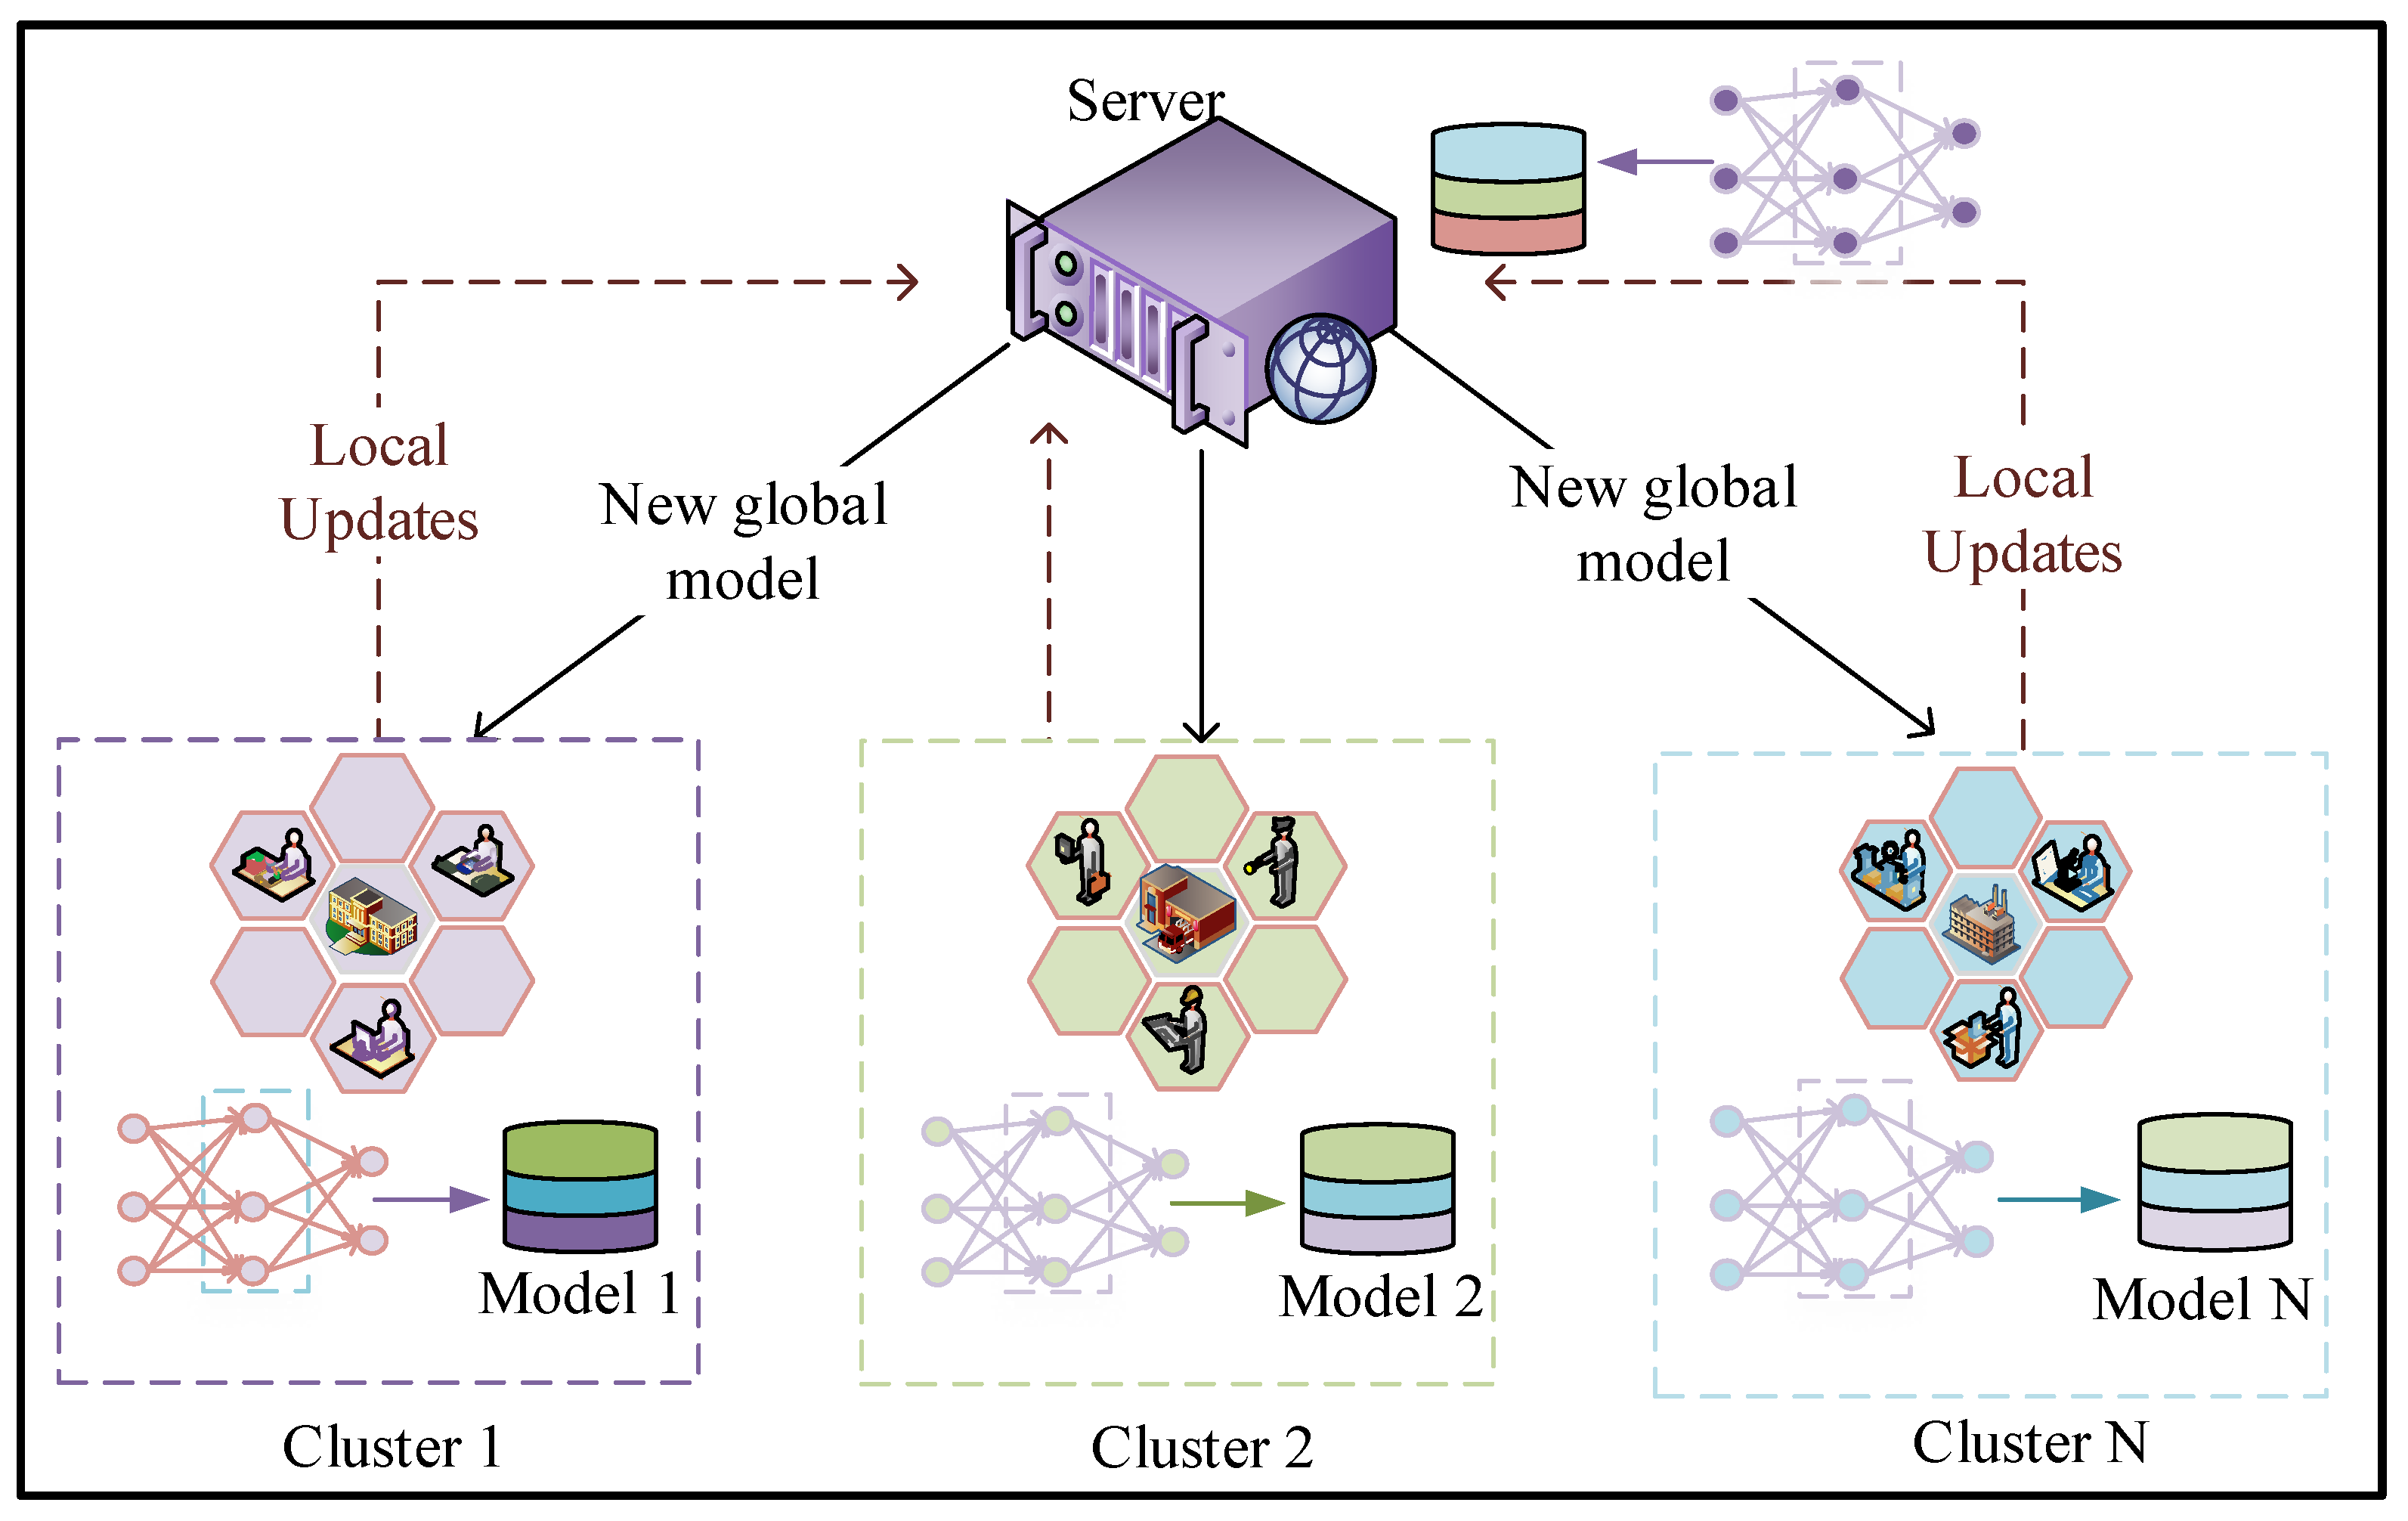 Server
Local
Updates
New global
model
New global
model
Local
Updates
Model 1
Model 2
Model N
Cluster 1
Cluster 2
Cluster N